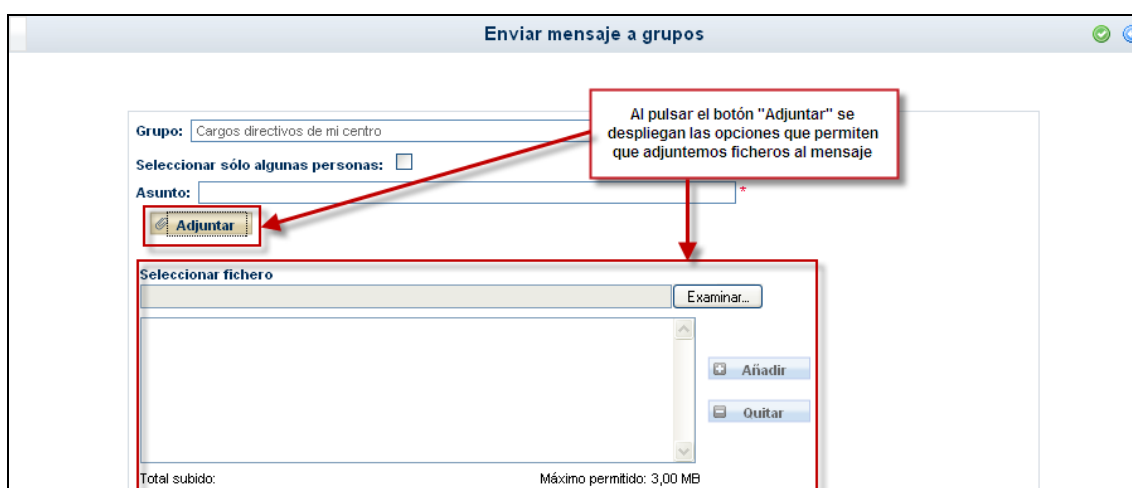 Enviar mensaje a grupos
Al pulsar el botón "Adjuntar" se
despliegan las opciones que permiten
que adjuntemos ficheros al mensaje
Grupo: Cargos directivos de mi centro
Seleccionar sólo algunas personas:
Asunto: *
Adjuntar
Seleccionar fichero
Examinar...
Añadir
Quitar
Total subido: Máximo permitido: 3,00 MB